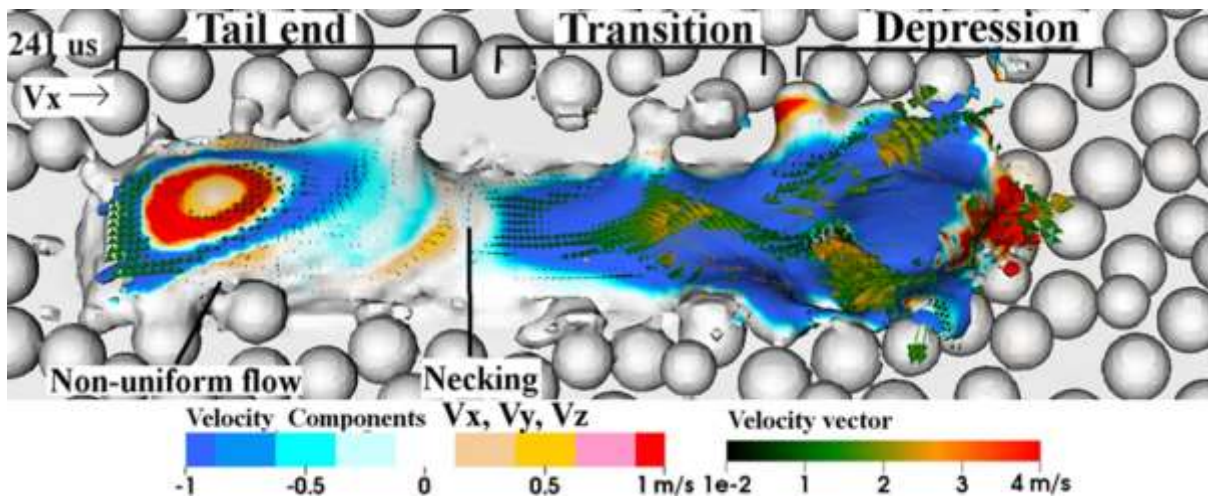 241 us
Tail end
Transition
Depression
Vx →
Non-uniform flow
Necking
Velocity Components Vx, Vy, Vz
-1 -0.5 0 0.5 1 m/s
Velocity vector
1e-2 1 2 3 4 m/s